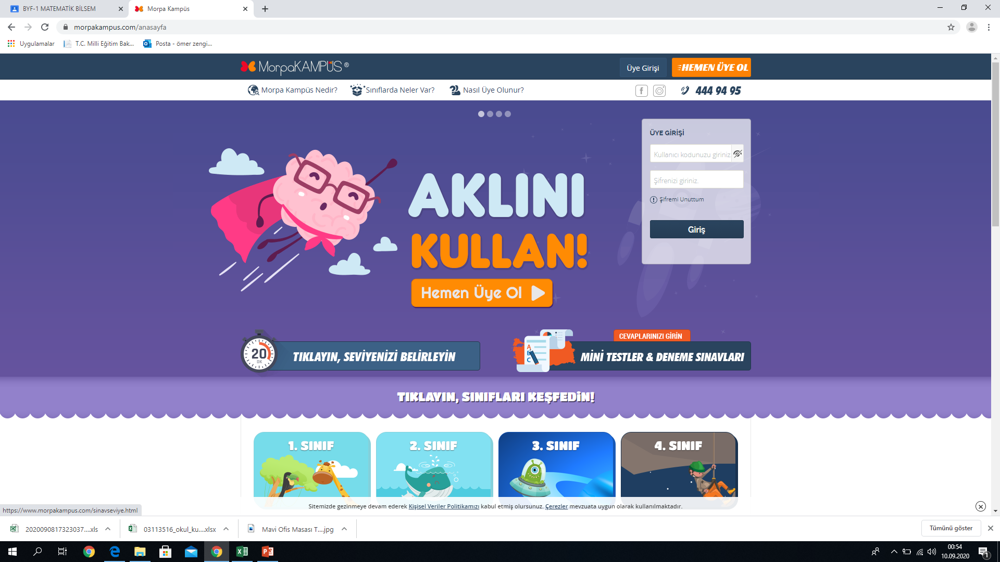 BYF-1 MATEMATİK BİLSEM
Morpa Kampüs
morpakampus.com/anasayfa
Uygulamalar
T.C. Milli Eğitim Bak...
Posta - ömer zengi...
MorpaKAMPÜS ®
Üye Girişi
HEMEN ÜYE OL
Morpa Kampüs Nedir?
Sınıflarda Neler Var?
Nasıl Üye Olunur?
444 94 95
ÜYE GİRİŞİ
Kullanıcı kodunuzu giriniz.
Şifrenizi giriniz.
Şifremi Unuttum
Giriş
AKLINI
KULLAN!
Hemen Üye Ol
20
DK
TIKLAYIN, SEVİYENİZİ BELİRLEYİN
A
B
C
CEVAPLARINIZI GİRİN
MİNİ TESTLER & DENEME SINAVLARI
TIKLAYIN, SINIFLARI KEŞFEDİN!
1. SINIF
2. SINIF
3. SINIF
4. SINIF
Sitemizde gezinmeye devam ederek Kişisel Veriler Politikamızı kabul etmiş olursunuz. Çerezler mevzuata uygun olarak kullanılmaktadır.
https://www.morpakampus.com/sinavseviye.html
2020090817323037....xls
03113516_okul_ku....xlsx
Mavi Ofis Masası T....jpg
Tümünü göster
00:54
10.09.2020
1